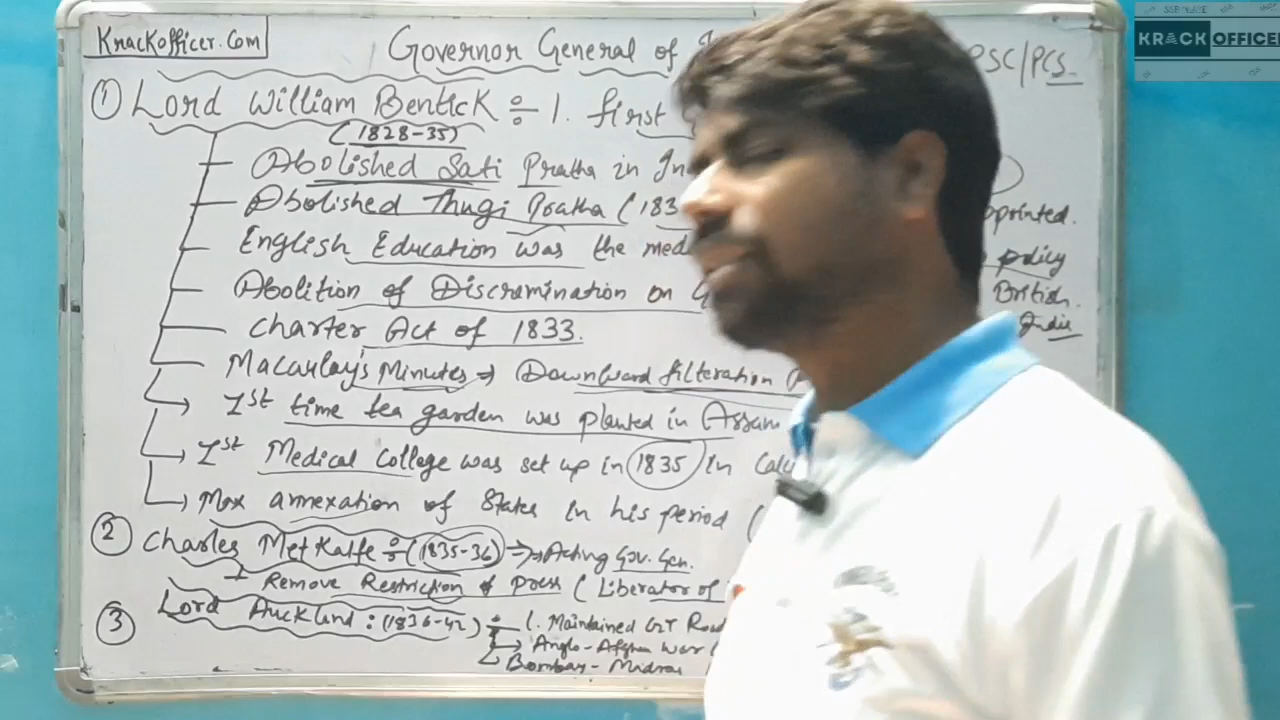 Krackofficer.Com
Governor General of
PSC/PCS
① Lord William Bentick ÷ 1. first
(1828-35)
Abolished Sati Pratha in
Abolished Thugi Pratha (183
ppointed.
English Education was the med
policy
Abolition of Discramination on
British.
Charter Act of 1833.
India
Macaulay's Minutes → Downward filteration
1st time tea garden was planted in Assam
1st Medical College was set up in 1835 in Calc
Max annexation of States in his period (
② Charles Metkalfe ÷ (1835-36) → Acting Gov. Gen.
+ Remove Restriction of press (Liberator of
③ Lord Auckland : (1836-42) ÷ 1. Maintained G.T Road
→ Anglo-Afghan war (
Bombay - Madras
KRACK OFFICER